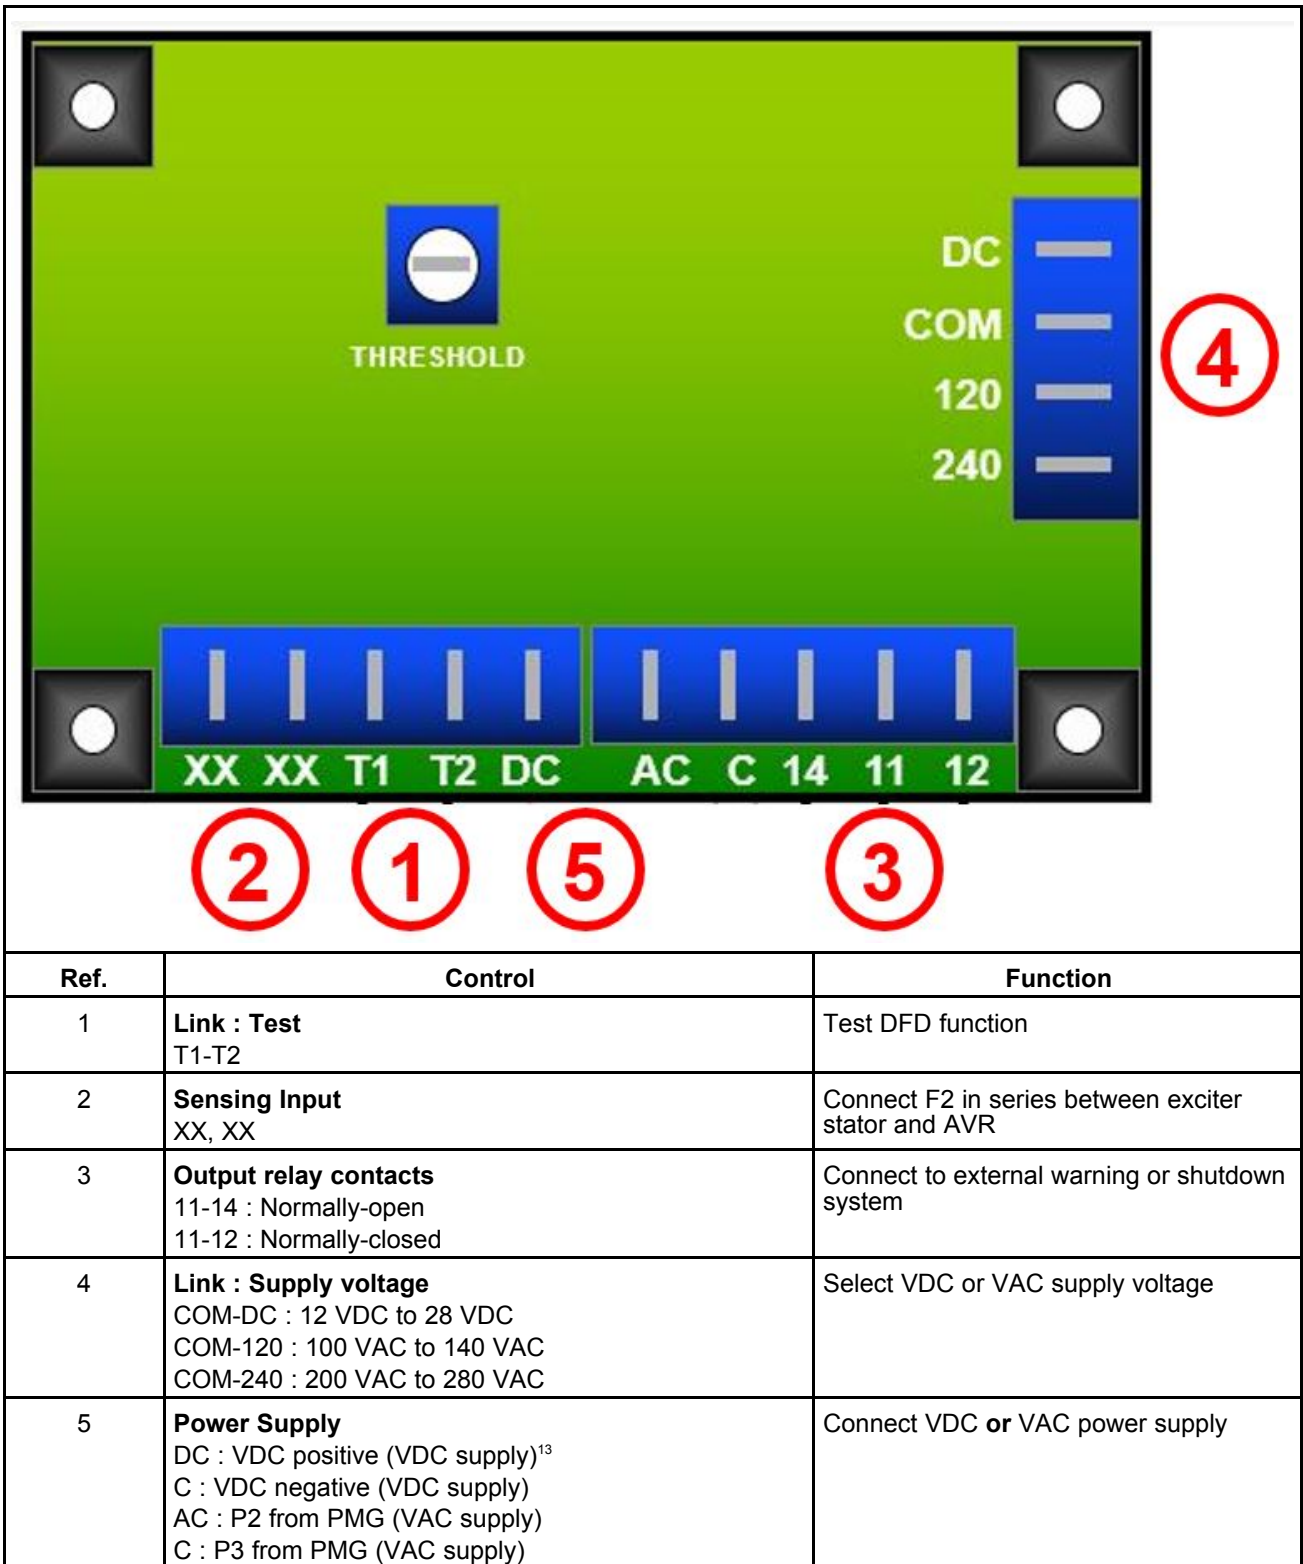 DC
COM
120
240
THRESHOLD
4
XX XX T1 T2 DC AC C 14 11 12
2 1 5 3
Ref. Control Function
1 Link : Test Test DFD function
T1-T2
2 Sensing Input Connect F2 in series between exciter
XX, XX stator and AVR
3 Output relay contacts Connect to external warning or shutdown
11-14 : Normally-open system
11-12 : Normally-closed
4 Link : Supply voltage Select VDC or VAC supply voltage
COM-DC : 12 VDC to 28 VDC
COM-120 : 100 VAC to 140 VAC
COM-240 : 200 VAC to 280 VAC
5 Power Supply Connect VDC or VAC power supply
DC : VDC positive (VDC supply)13
C : VDC negative (VDC supply)
AC : P2 from PMG (VAC supply)
C : P3 from PMG (VAC supply)